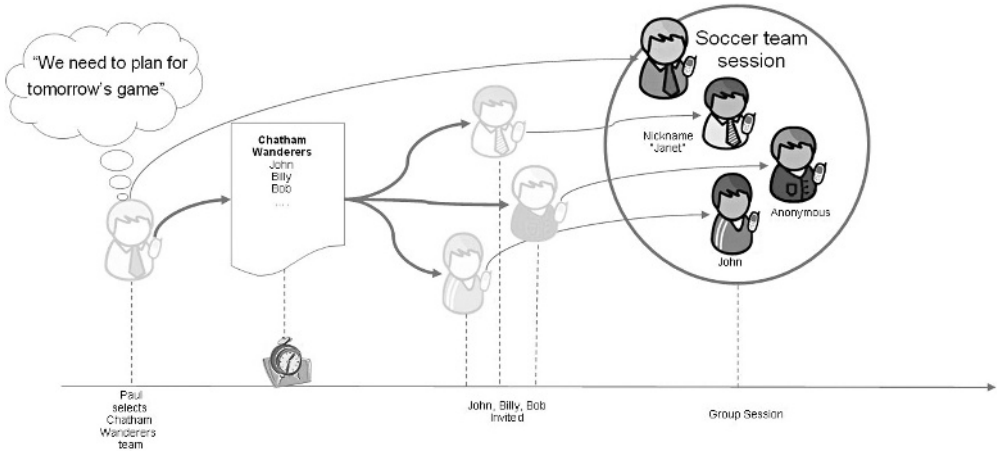 "We need to plan for
tomorrow's game"
Chatham
Wanderers
John
Billy
Bob
....
Soccer team
session
Nickname
"Janet"
Anonymous
John
Paul
selects
Chatham
Wanderers
team
John, Billy, Bob
Invited
Group Session